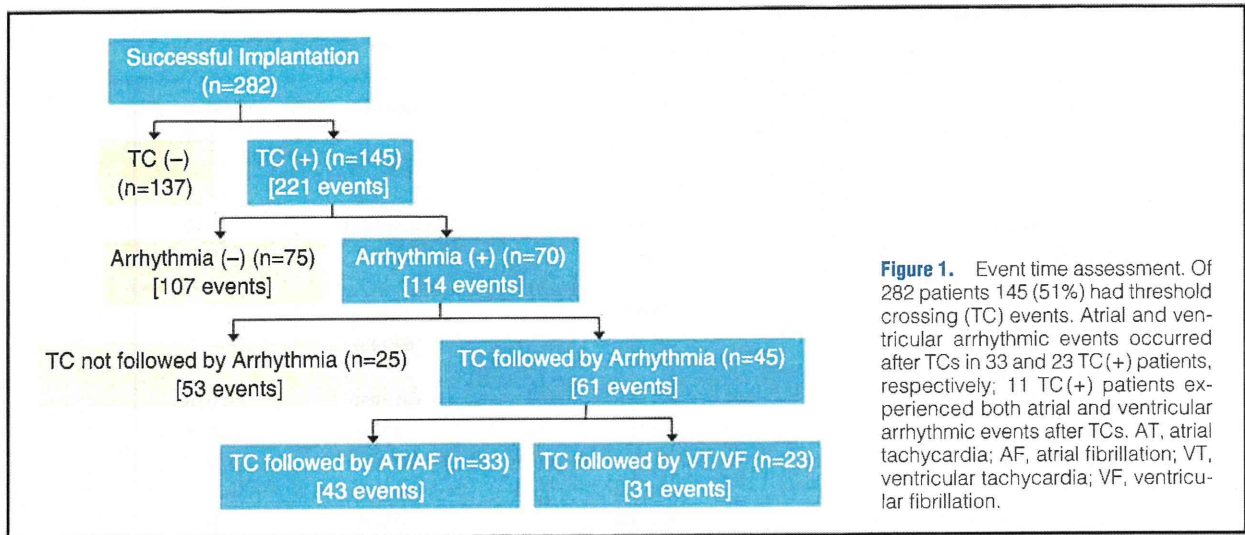 Successful Implantation
(n=282)
TC (–)
(n=137)
TC (+) (n=145)
[221 events]
Arrhythmia (–) (n=75)
[107 events]
Arrhythmia (+) (n=70)
[114 events]
TC not followed by Arrhythmia (n=25)
[53 events]
TC followed by Arrhythmia (n=45)
[61 events]
TC followed by AT/AF (n=33)
[43 events]
TC followed by VT/VF (n=23)
[31 events]
Figure 1. Event time assessment. Of
282 patients 145 (51%) had threshold
crossing (TC) events. Atrial and ven-
tricular arrhythmic events occurred
after TCs in 33 and 23 TC(+) patients,
respectively; 11 TC(+) patients ex-
perienced both atrial and ventricular
arrhythmic events after TCs. AT, atrial
tachycardia; AF, atrial fibrillation; VT,
ventricular tachycardia; VF, ventricu-
lar fibrillation.